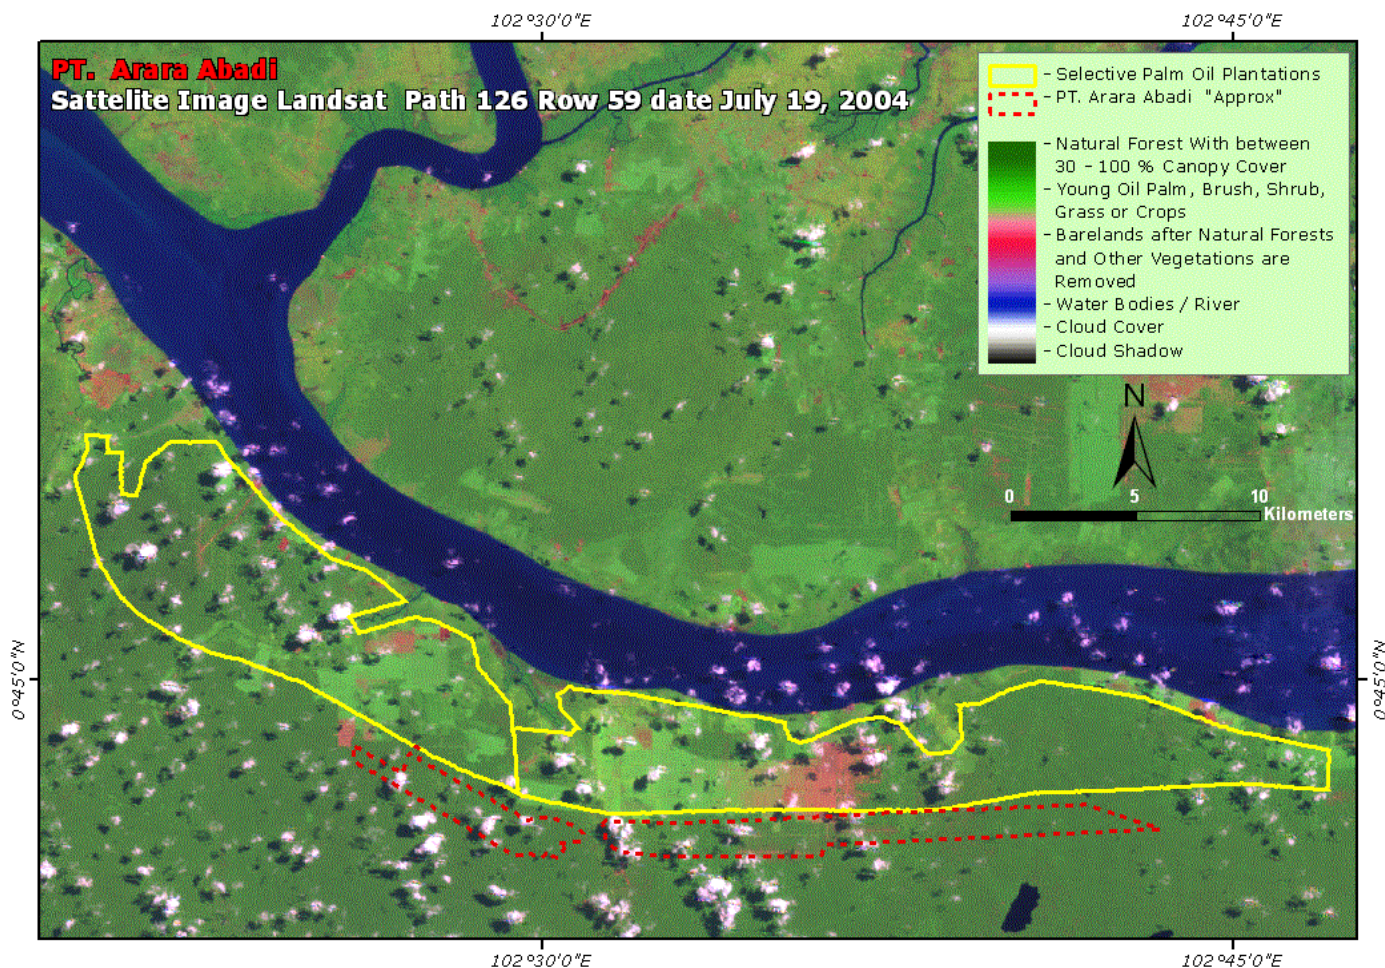 102°30'0"E
102°45'0"E
PT. Arara Abadi
Sattelite Image Landsat Path 126 Row 59 date July 19, 2004
- Selective Palm Oil Plantations
- PT. Arara Abadi "Approx"
- Natural Forest With between
30 - 100 % Canopy Cover
- Young Oil Palm, Brush, Shrub,
Grass or Crops
- Barelands after Natural Forests
and Other Vegetations are
Removed
- Water Bodies / River
- Cloud Cover
- Cloud Shadow
N
0 5 10
Kilometers
0°45'0"N
0°45'0"N
102°30'0"E
102°45'0"E